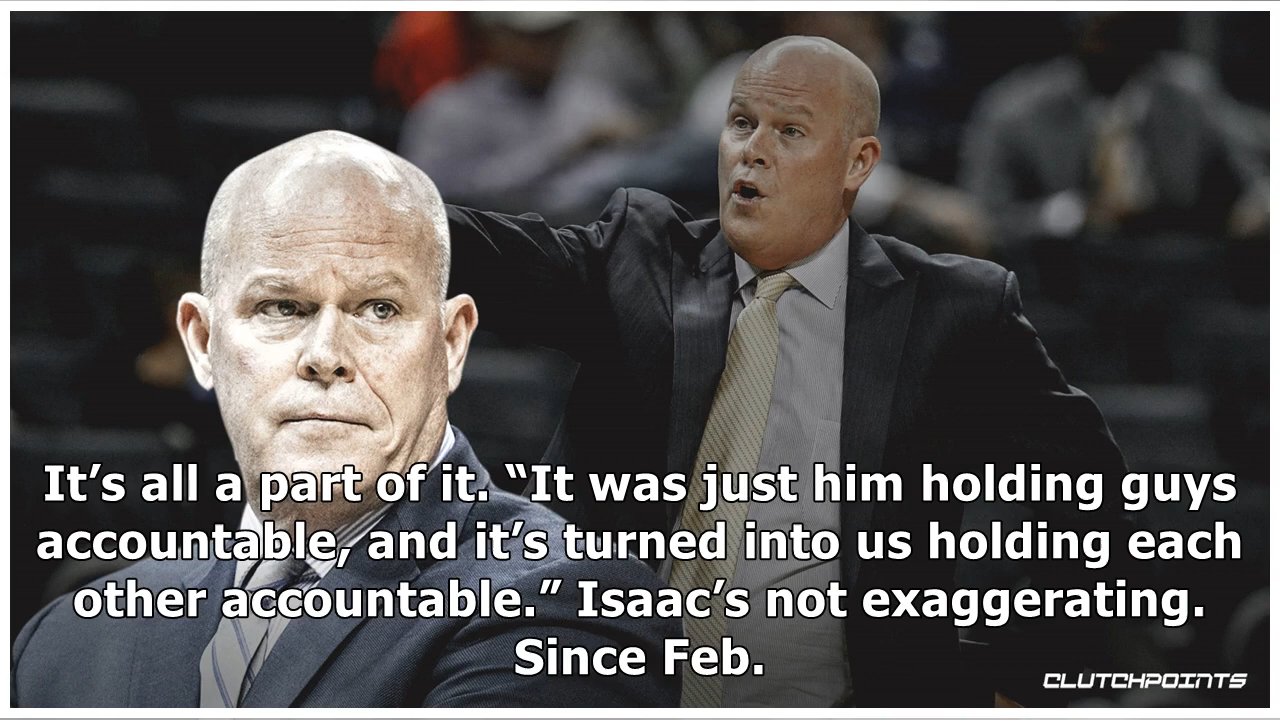 It’s all a part of it. “It was just him holding guys
accountable, and it’s turned into us holding each
other accountable.” Isaac’s not exaggerating.
Since Feb.
CLUTCHPOINTS